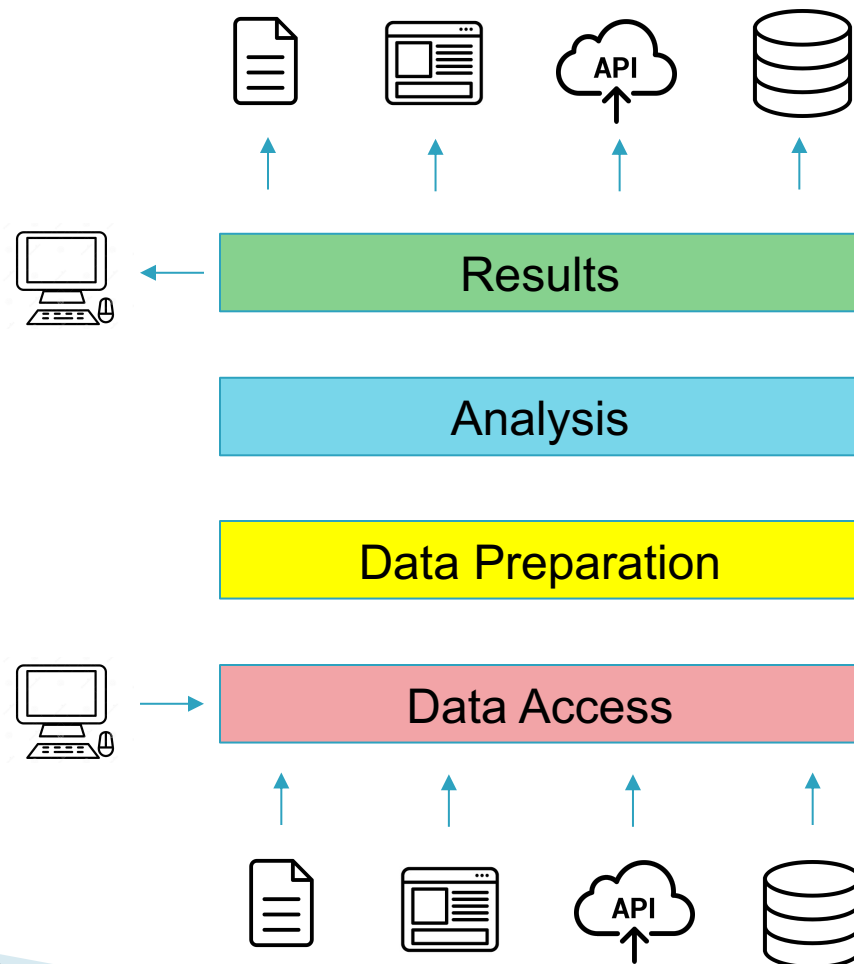 API
Results
Analysis
Data Preparation
Data Access
API